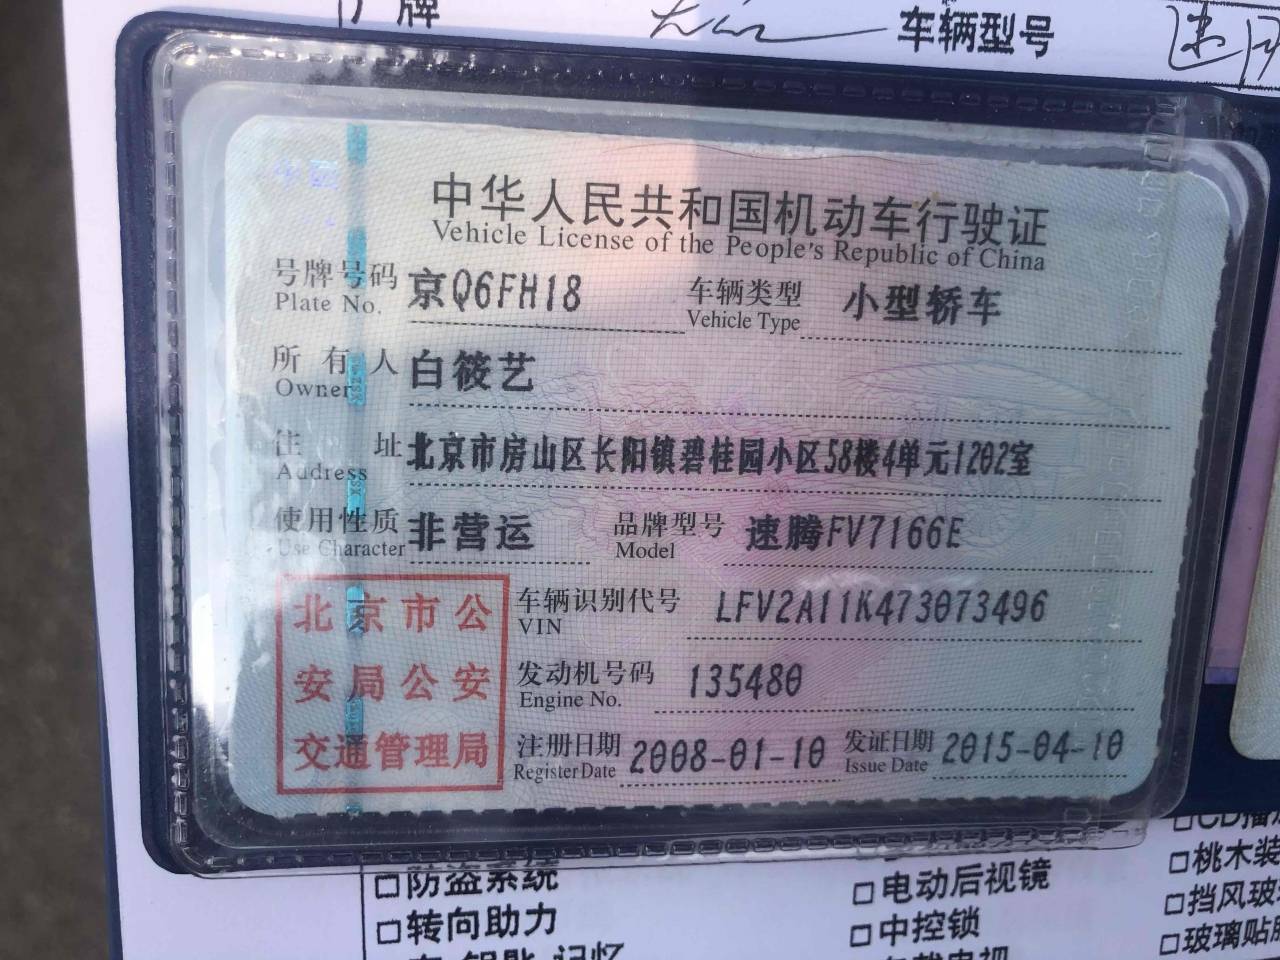 厂牌 大众 车辆型号 速腾
中华人民共和国机动车行驶证
Vehicle License of the People's Republic of China
号牌号码 京Q6FH18 车辆类型 小型轿车
Plate No. Vehicle Type
所有人 白筱艺
Owner
住址 北京市房山区长阳镇碧桂园小区58楼4单元1202室
Address
使用性质 非营运 品牌型号 速腾FV7166E
Use Character Model
北京市公
安局公安
交通管理局
车辆识别代号 LFV2A11K473073496
VIN
发动机号码 135480
Engine No.
注册日期 2008-01-10 发证日期 2015-04-10
Register Date Issue Date
□防盗系统 □电动后视镜 □桃木装
□转向助力 □中控锁 □挡风玻
□玻璃贴膜